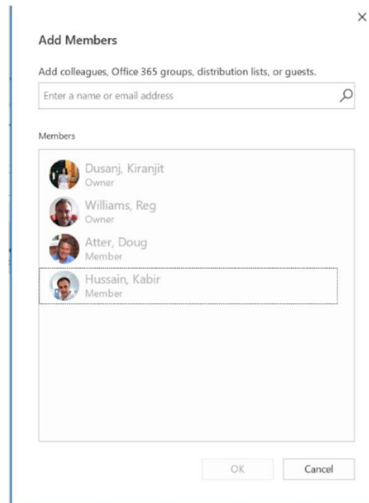 Add Members
Add colleagues, Office 365 groups, distribution lists, or guests.
Enter a name or email address
Members
Dusanj, Kiranjit
Owner
Williams, Reg
Owner
Atter, Doug
Member
Hussain, Kabir
Member
OK
Cancel